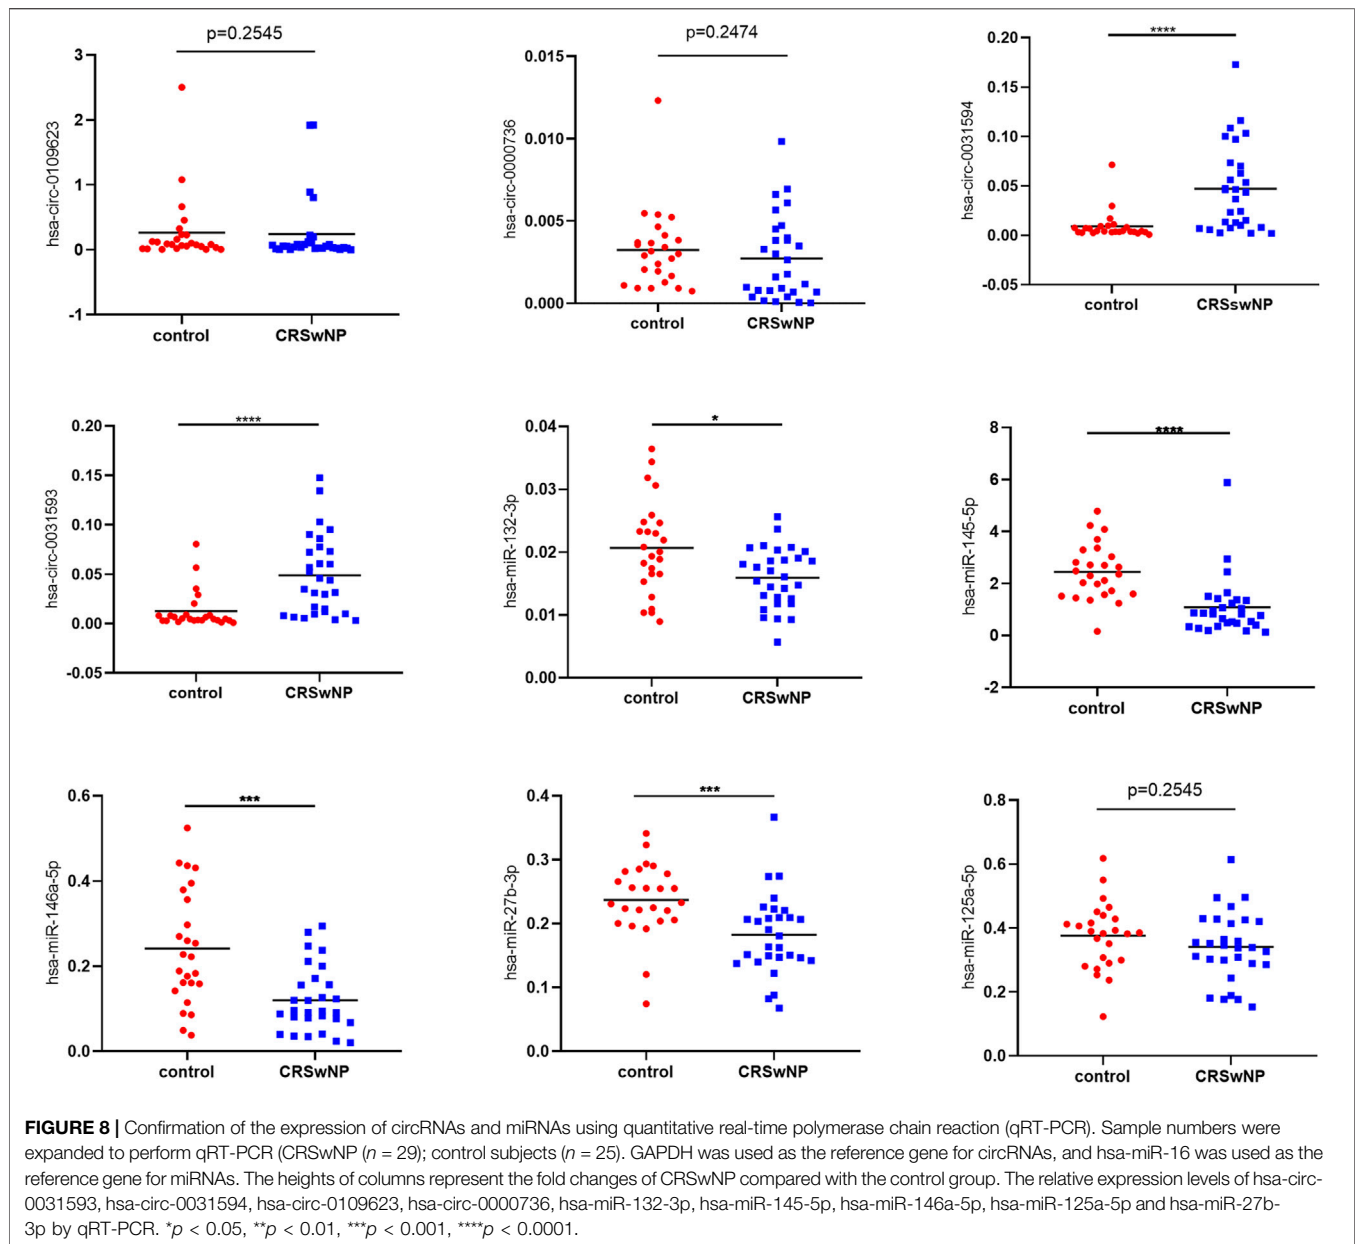 p=0.2545
hsa-circ-0109623
3
2
1
0
-1
control
CRSwNP
p=0.2474
hsa-circ-0000736
0.015
0.010
0.005
0.000
control
CRSwNP
****
hsa-circ-0031594
0.20
0.15
0.10
0.05
0.00
-0.05
control
CRSswNP
****
hsa-circ-0031593
0.20
0.15
0.10
0.05
0.00
-0.05
control
CRSwNP
*
hsa-miR-132-3p
0.04
0.03
0.02
0.01
0.00
control
CRSwNP
****
hsa-miR-145-5p
8
6
4
2
0
-2
control
CRSwNP
***
hsa-miR-146a-5p
0.6
0.4
0.2
0.0
control
CRSwNP
***
hsa-miR-27b-3p
0.4
0.3
0.2
0.1
0.0
control
CRSwNP
p=0.2545
hsa-miR-125a-5p
0.8
0.6
0.4
0.2
0.0
control
CRSwNP
FIGURE 8 | Confirmation of the expression of circRNAs and miRNAs using quantitative real-time polymerase chain reaction (qRT-PCR). Sample numbers were
expanded to perform qRT-PCR (CRSwNP (n = 29); control subjects (n = 25). GAPDH was used as the reference gene for circRNAs, and hsa-miR-16 was used as the
reference gene for miRNAs. The heights of columns represent the fold changes of CRSwNP compared with the control group. The relative expression levels of hsa-circ-
0031593, hsa-circ-0031594, hsa-circ-0109623, hsa-circ-0000736, hsa-miR-132-3p, hsa-miR-145-5p, hsa-miR-146a-5p, hsa-miR-125a-5p and hsa-miR-27b-
3p by qRT-PCR. *p < 0.05, **p < 0.01, ***p < 0.001, ****p < 0.0001.